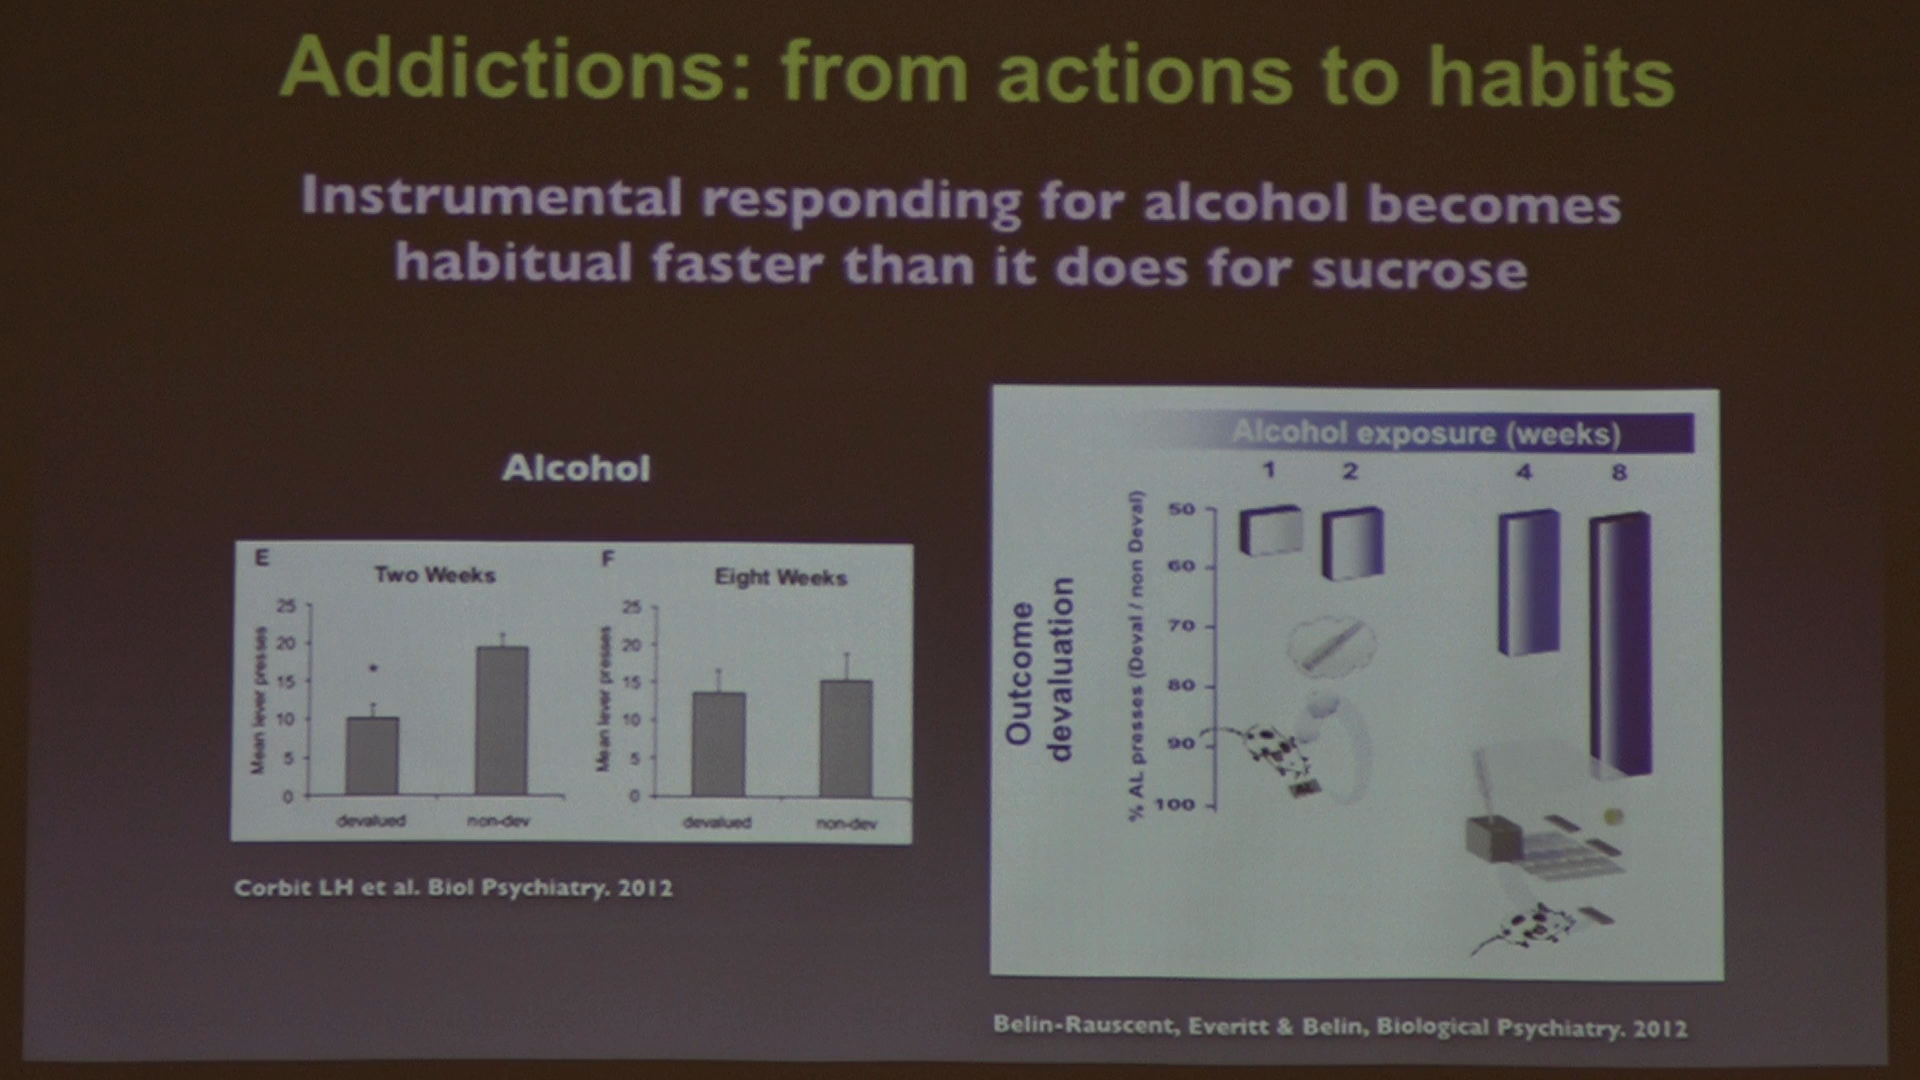 Addictions: from actions to habits
Instrumental responding for alcohol becomes
habitual faster than it does for sucrose
Alcohol
E
Two Weeks
Mean lever presses
25
20
15
10
5
0
*
devalued
non-dev
F
Eight Weeks
Mean lever presses
25
20
15
10
5
0
devalued
non-dev
Corbit LH et al. Biol Psychiatry. 2012
Alcohol exposure (weeks)
1 2 4 8
Outcome
devaluation
% AL presses (Deval / non Deval)
50
60
70
80
90
100
AL
Belin-Rauscent, Everitt & Belin, Biological Psychiatry. 2012